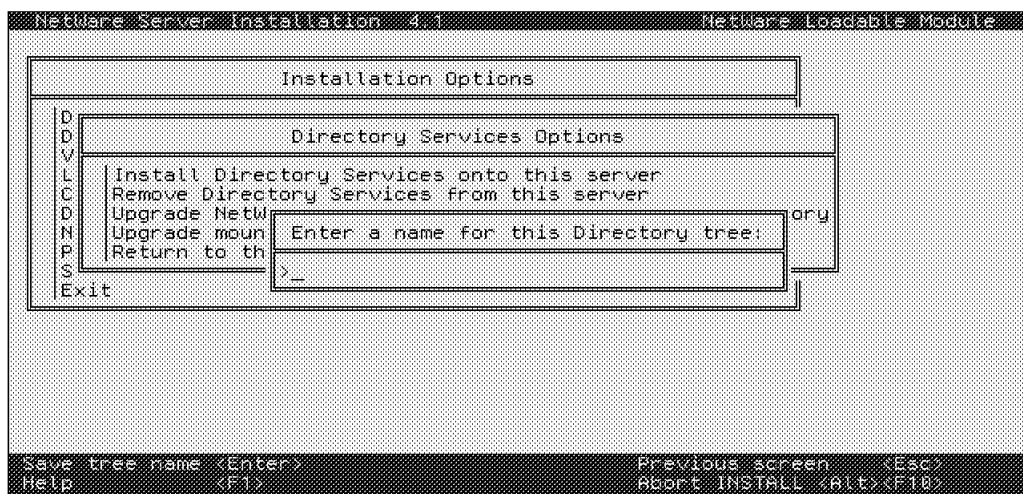 NetWare Server Installation 4.1 NetWare Loadable Module
Installation Options
D
D
Directory Services Options
V
L Install Directory Services onto this server
C Remove Directory Services from this server
D Upgrade NetW ory
N Upgrade moun Enter a name for this Directory tree:
P Return to th
S >_
Exit
Save tree name <Enter> Previous screen <Esc>
Help <F1> Abort INSTALL <Alt><F10>